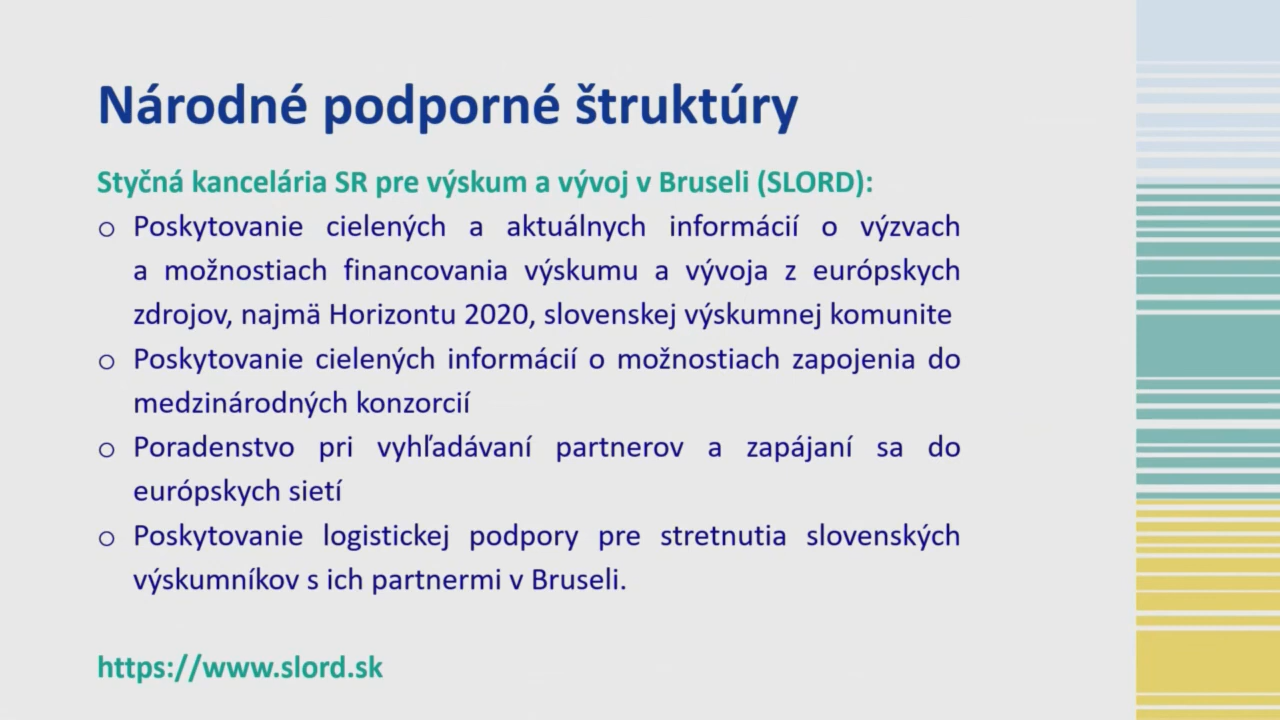 Národné podporné štruktúry
Styčná kancelária SR pre výskum a vývoj v Bruseli (SLORD):
o Poskytovanie cielených a aktuálnych informácií o výzvach
a možnostiach financovania výskumu a vývoja z európskych
zdrojov, najmä Horizontu 2020, slovenskej výskumnej komunite
o Poskytovanie cielených informácií o možnostiach zapojenia do
medzinárodných konzorcií
o Poradenstvo pri vyhľadávaní partnerov a zapájaní sa do
európskych sietí
o Poskytovanie logistickej podpory pre stretnutia slovenských
výskumníkov s ich partnermi v Bruseli.
https://www.slord.sk